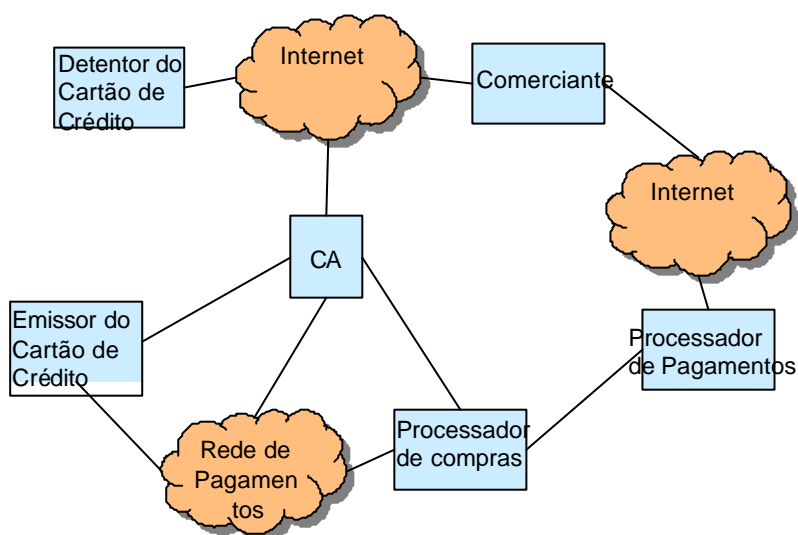 Detentor do
Cartão de
Crédito
Internet
Comerciante
Internet
CA
Emissor do
Cartão de
Crédito
Processador
de Pagamentos
Rede de
Pagamen
tos
Processador
de compras